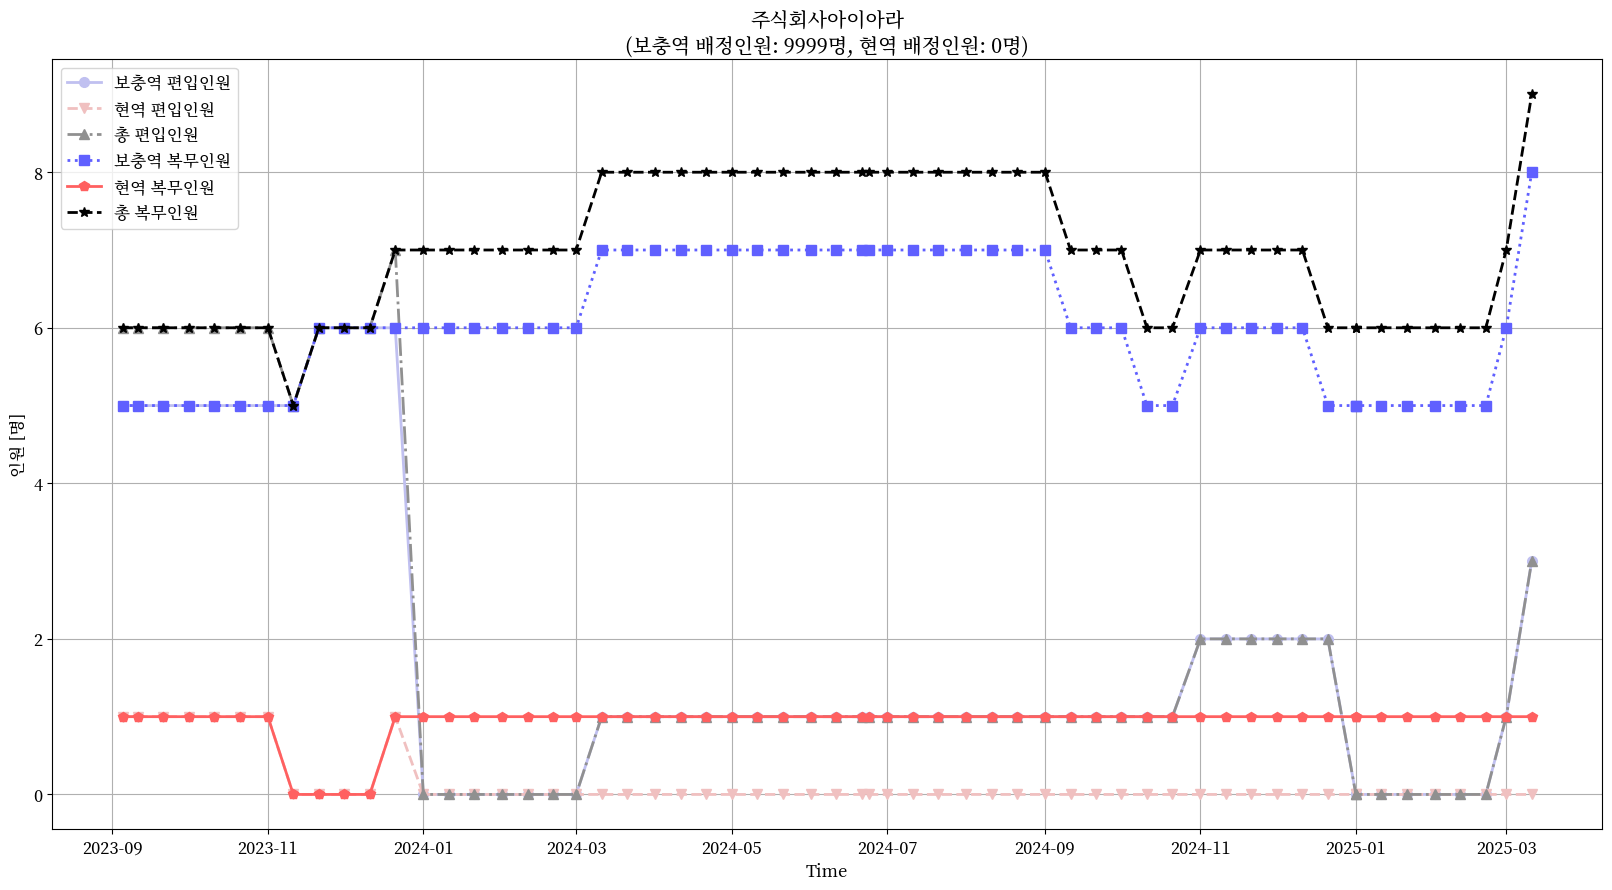 주식회사아이아라
(보충역 배정인원: 9999명, 현역 배정인원: 0명)
보충역 편입인원
현역 편입인원
총 편입인원
보충역 복무인원
현역 복무인원
총 복무인원
인원 [명]
8
6
4
2
0
2023-09
2023-11
2024-01
2024-03
2024-05
2024-07
2024-09
2024-11
2025-01
2025-03
Time